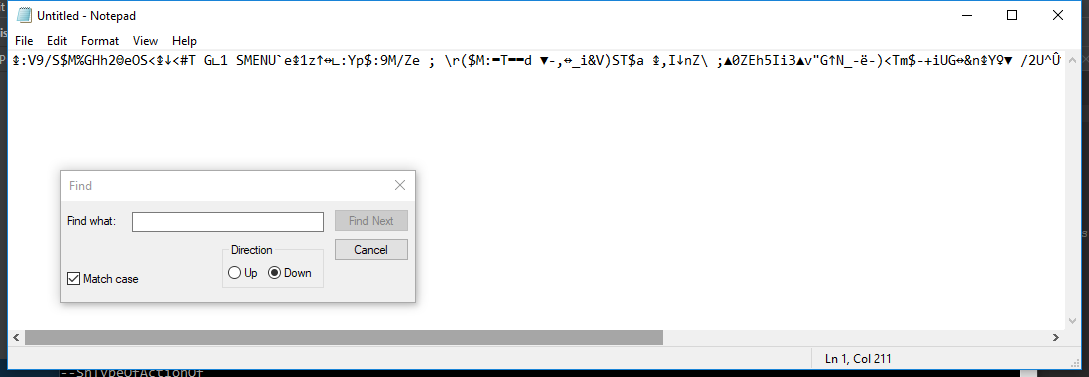 Untitled - Notepad
File Edit Format View Help
⇕:V9/S$M%GHh2ΘeOS<⇕↓<#T G∟1 SMENU`e⇕1z↑↔∟:Yp$:9M/Ze ; \r($M:━T━━d ▼-,↔_i&V)ST$a ⇕,I↓nZ\ ;▲0ZEh5Ii3▲v"G↑N_-ë-)<Tm$-+iUG↔&n⇕Y♀▼ /2U^Û
Find
Find what:
Find Next
Direction
Cancel
Up Down
Match case
Ln 1, Col 211
--ShTypeOfActionOf